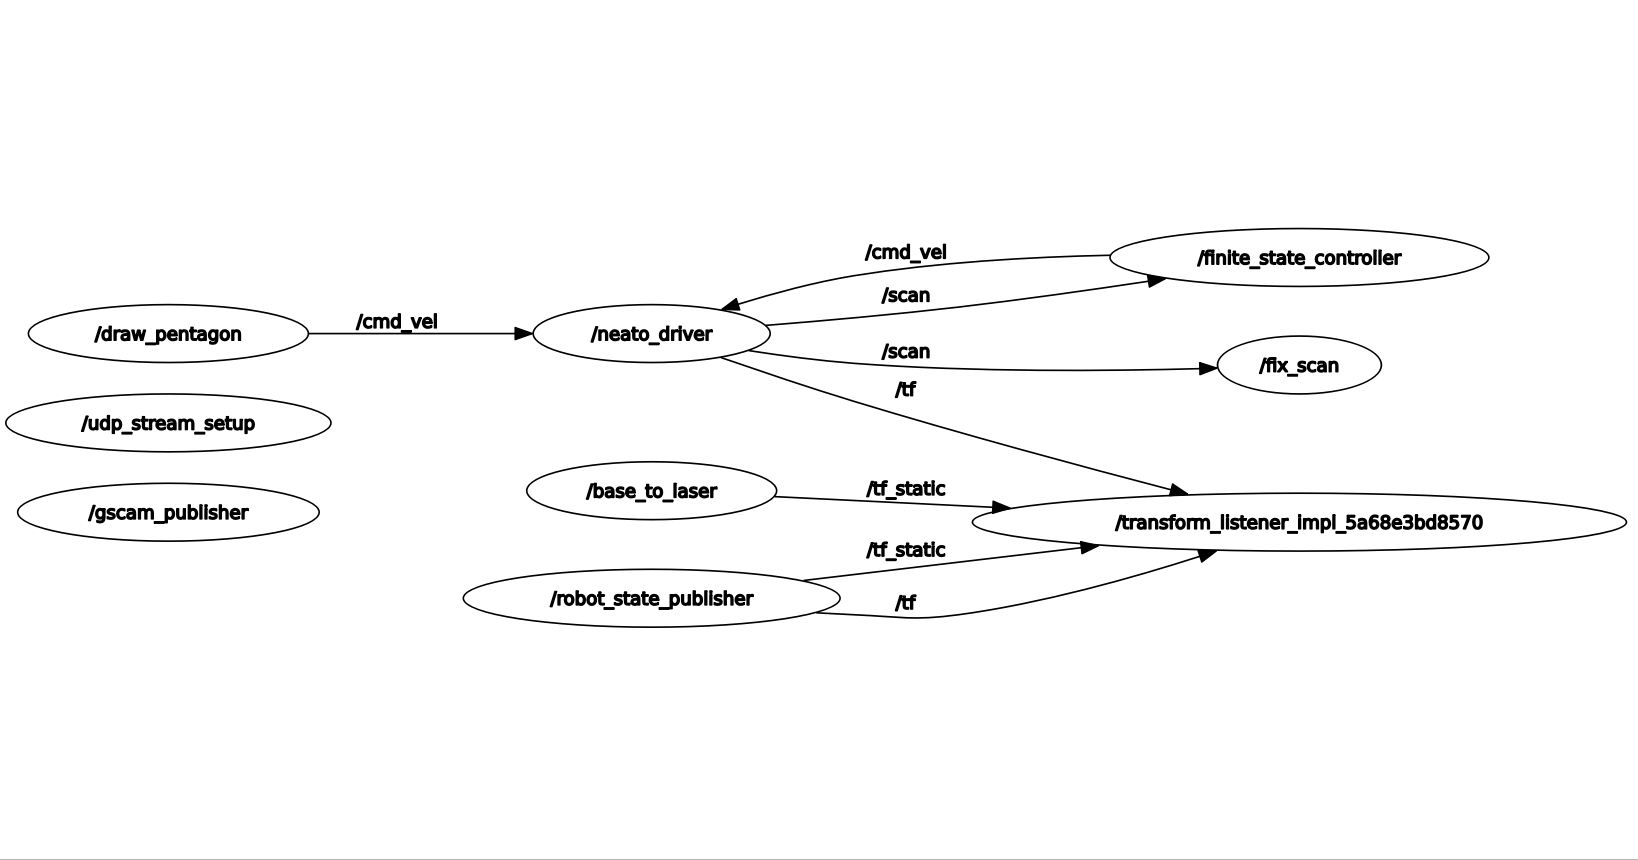 /cmd_vel
/finite_state_controller
/scan
/draw_pentagon
/cmd_vel
/neato_driver
/scan
/fix_scan
/tf
/udp_stream_setup
/base_to_laser
/tf_static
/gscam_publisher
/transform_listener_impl_5a68e3bd8570
/tf_static
/robot_state_publisher
/tf